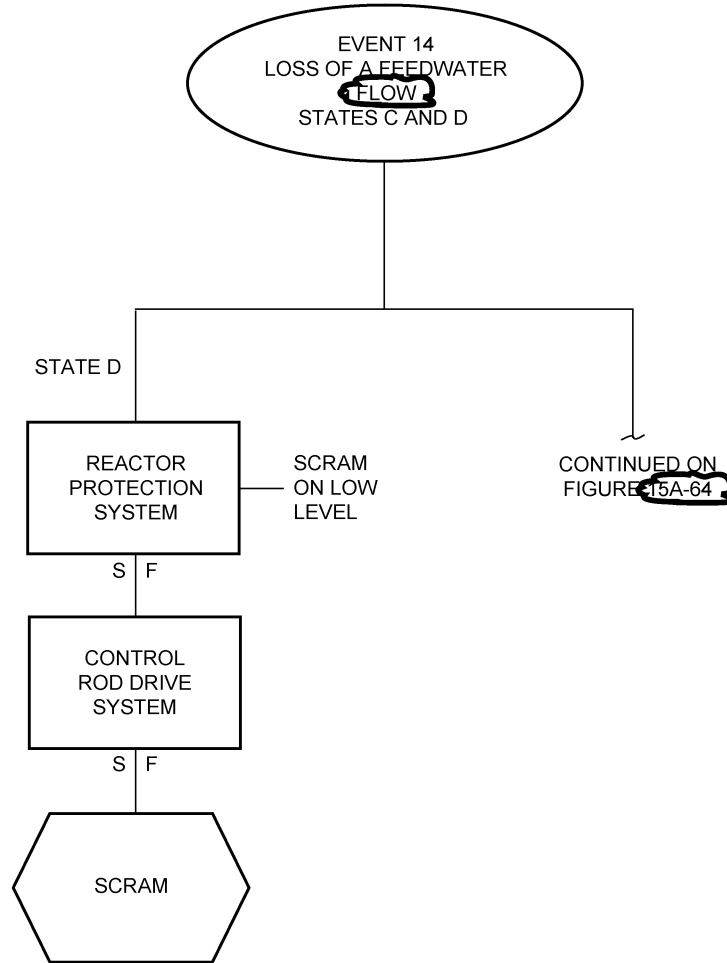 EVENT 14
LOSS OF A FEEDWATER
FLOW
STATES C AND D
STATE D
REACTOR
PROTECTION
SYSTEM
SCRAM
ON LOW
LEVEL
CONTINUED ON
FIGURE 15A-64
S F
CONTROL
ROD DRIVE
SYSTEM
S F
SCRAM